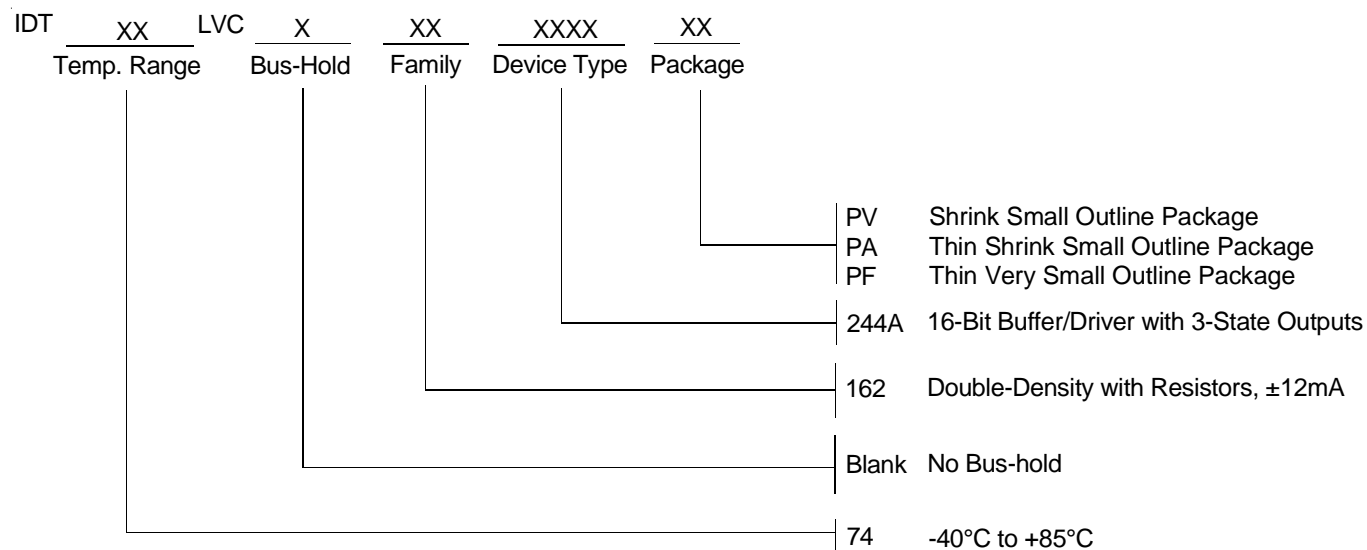 IDT XX LVC X XX XXXX XX
Temp. Range Bus-Hold Family Device Type Package
PV Shrink Small Outline Package
PA Thin Shrink Small Outline Package
PF Thin Very Small Outline Package
244A 16-Bit Buffer/Driver with 3-State Outputs
162 Double-Density with Resistors, ±12mA
Blank No Bus-hold
74 -40°C to +85°C